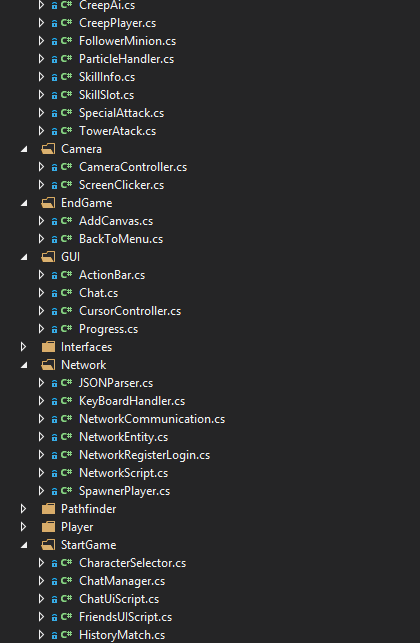 C# CreepAi.cs
C# CreepPlayer.cs
C# FollowerMinion.cs
C# ParticleHandler.cs
C# SkillInfo.cs
C# SkillSlot.cs
C# SpecialAttack.cs
C# TowerAtack.cs
Camera
C# CameraController.cs
C# ScreenClicker.cs
EndGame
C# AddCanvas.cs
C# BackToMenu.cs
GUI
C# ActionBar.cs
C# Chat.cs
C# CursorController.cs
C# Progress.cs
Interfaces
Network
C# JSONParser.cs
C# KeyBoardHandler.cs
C# NetworkCommunication.cs
C# NetworkEntity.cs
C# NetworkRegisterLogin.cs
C# NetworkScript.cs
C# SpawnerPlayer.cs
Pathfinder
Player
StartGame
C# CharacterSelector.cs
C# ChatManager.cs
C# ChatUiScript.cs
C# FriendsUIScript.cs
C# HistoryMatch.cs